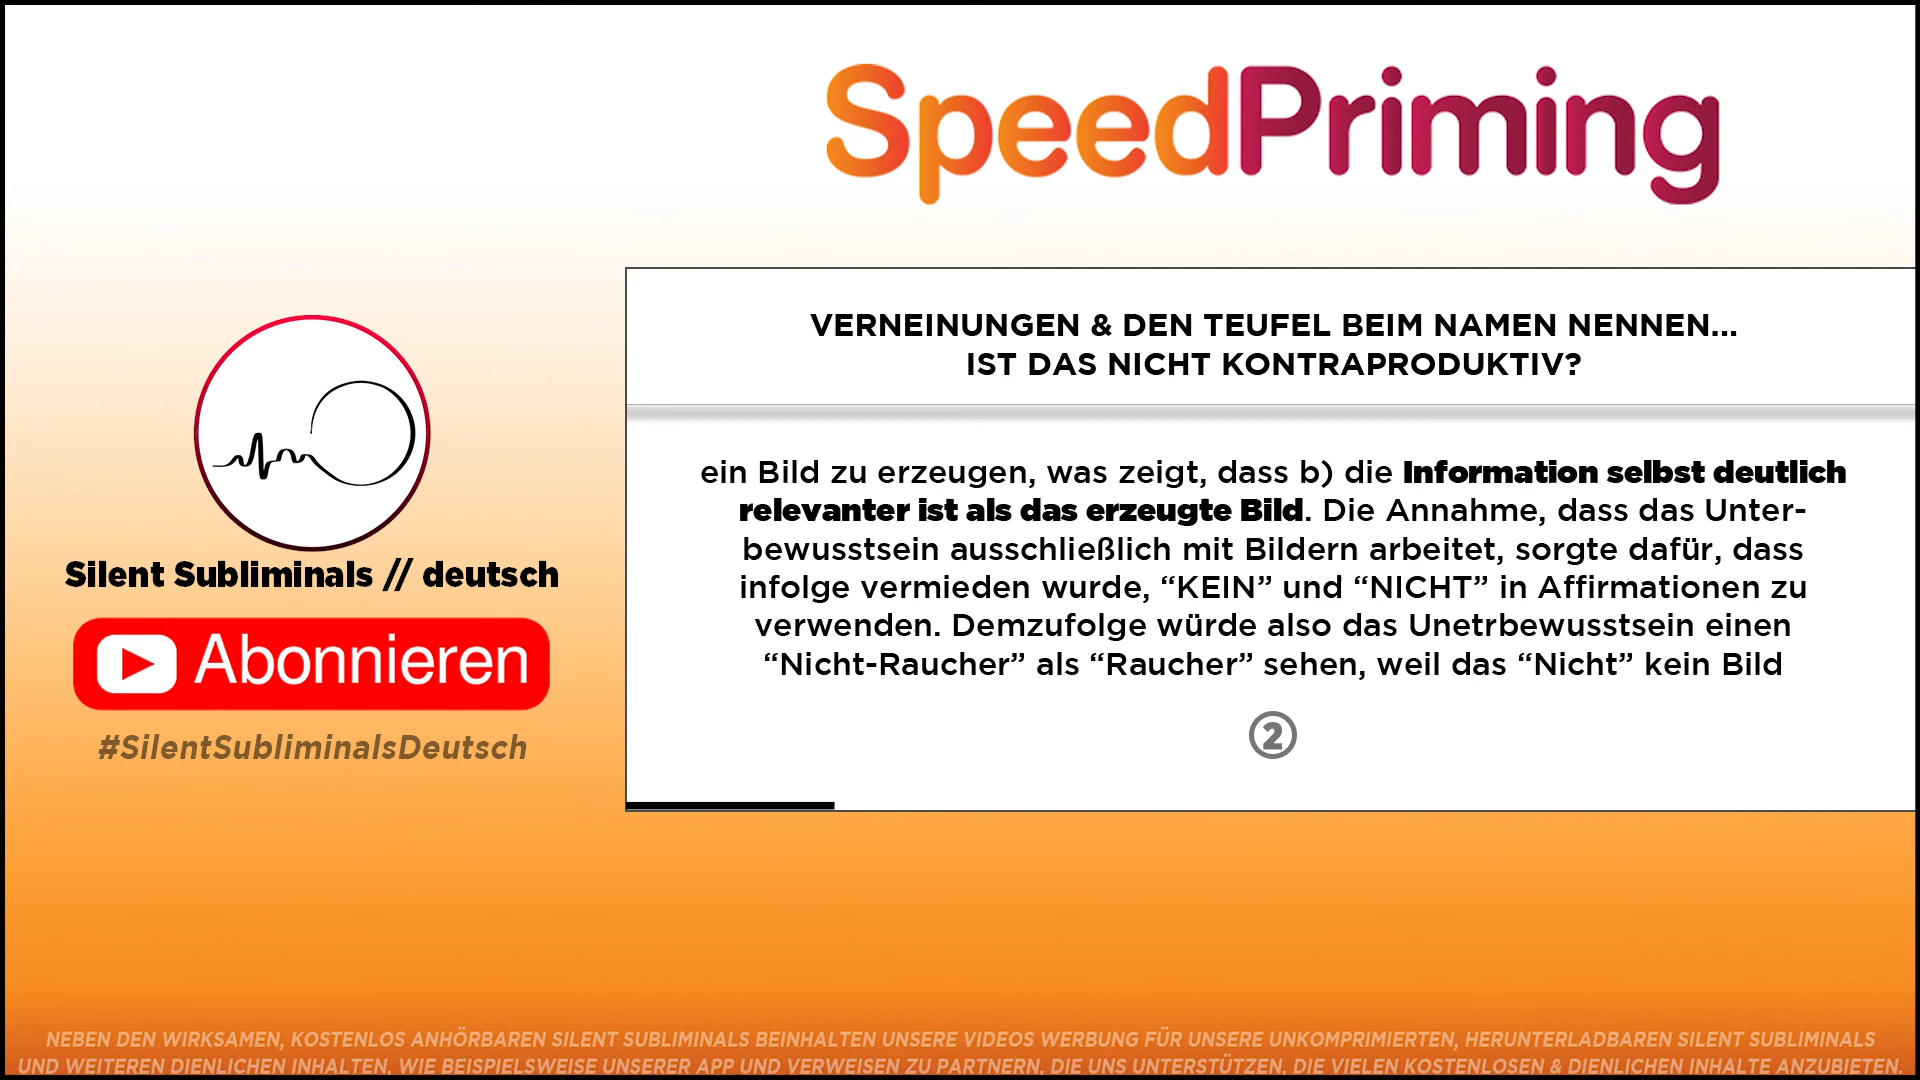 SpeedPriming
VERNEINUNGEN & DEN TEUFEL BEIM NAMEN NENNEN...
IST DAS NICHT KONTRAPRODUKTIV?
ein Bild zu erzeugen, was zeigt, dass b) die Information selbst deutlich
relevanter ist als das erzeugte Bild. Die Annahme, dass das Unter-
bewusstsein ausschließlich mit Bildern arbeitet, sorgte dafür, dass
infolge vermieden wurde, “KEIN” und “NICHT” in Affirmationen zu
verwenden. Demzufolge würde also das Unetrbewusstsein einen
“Nicht-Raucher” als “Raucher” sehen, weil das “Nicht” kein Bild
2
Silent Subliminals // deutsch
Abonnieren
#SilentSubliminalsDeutsch
NEBEN DEN WIRKSAMEN, KOSTENLOS ANHÖRBAREN SILENT SUBLIMINALS BEINHALTEN UNSERE VIDEOS WERBUNG FÜR UNSERE UNKOMPRIMIERTEN, HERUNTERLADBAREN SILENT SUBLIMINALS
UND WEITEREN DIENLICHEN INHALTEN, WIE BEISPIELSWEISE UNSERER APP UND VERWEISEN ZU PARTNERN, DIE UNS UNTERSTÜTZEN, DIE VIELEN KOSTENLOSEN & DIENLICHEN INHALTE ANZUBIETEN.